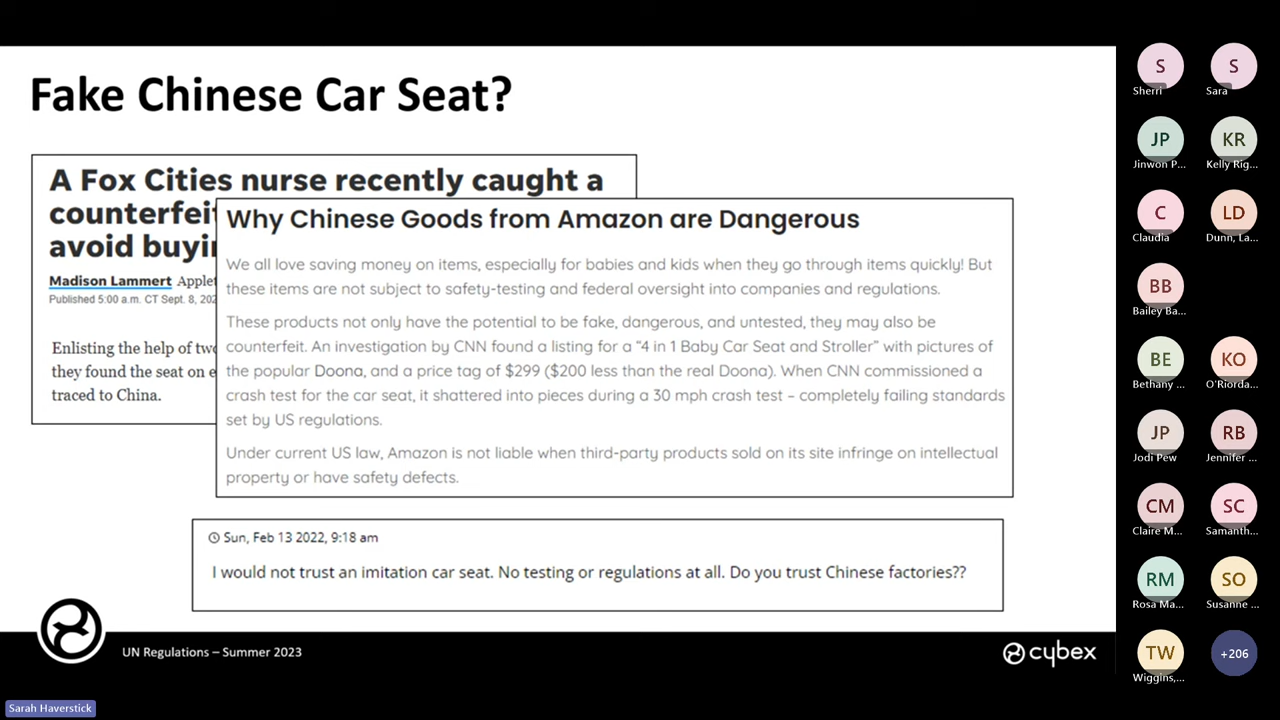 Fake Chinese Car Seat?
A Fox Cities nurse recently caught a
counterfeit
avoid buyin
Madison Lammert Applet
Published 5:00 a.m. CT Sept. 8, 202
Enlisting the help of two
they found the seat on e
traced to China.
Why Chinese Goods from Amazon are Dangerous
We all love saving money on items, especially for babies and kids when they go through items quickly! But
these items are not subject to safety-testing and federal oversight into companies and regulations.
These products not only have the potential to be fake, dangerous, and untested, they may also be
counterfeit. An investigation by CNN found a listing for a “4 in 1 Baby Car Seat and Stroller” with pictures of
the popular Doona, and a price tag of $299 ($200 less than the real Doona). When CNN commissioned a
crash test for the car seat, it shattered into pieces during a 30 mph crash test – completely failing standards
set by US regulations.
Under current US law, Amazon is not liable when third-party products sold on its site infringe on intellectual
property or have safety defects.
Sun, Feb 13 2022, 9:18 am
I would not trust an imitation car seat. No testing or regulations at all. Do you trust Chinese factories??
UN Regulations – Summer 2023
cybex
Sarah Haverstick
S
Sherri
S
Sara
JP
Jinwon P...
KR
Kelly Rig...
C
Claudia
LD
Dunn, La...
BB
Bailey Ba...
BE
Bethany ...
KO
O'Riorda...
JP
Jodi Pew
RB
Jennifer ...
CM
Claire M...
SC
Samanth...
RM
Rosa Ma...
SO
Susanne ...
TW
Wiggins,...
+206